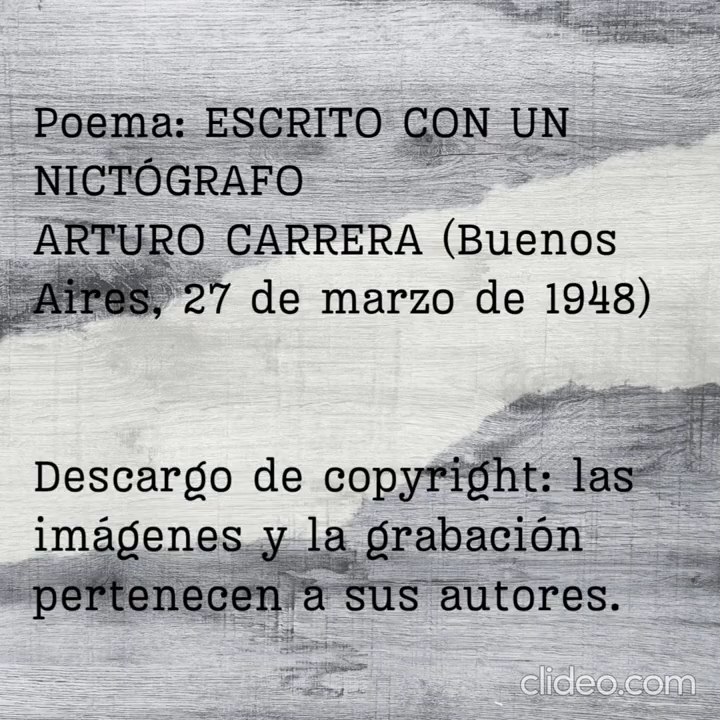 Poema: ESCRITO CON UN
NICTÓGRAFO
ARTURO CARRERA (Buenos
Aires, 27 de marzo de 1948)
Descargo de copyright: las
imágenes y la grabación
pertenecen a sus autores.
clideo.com